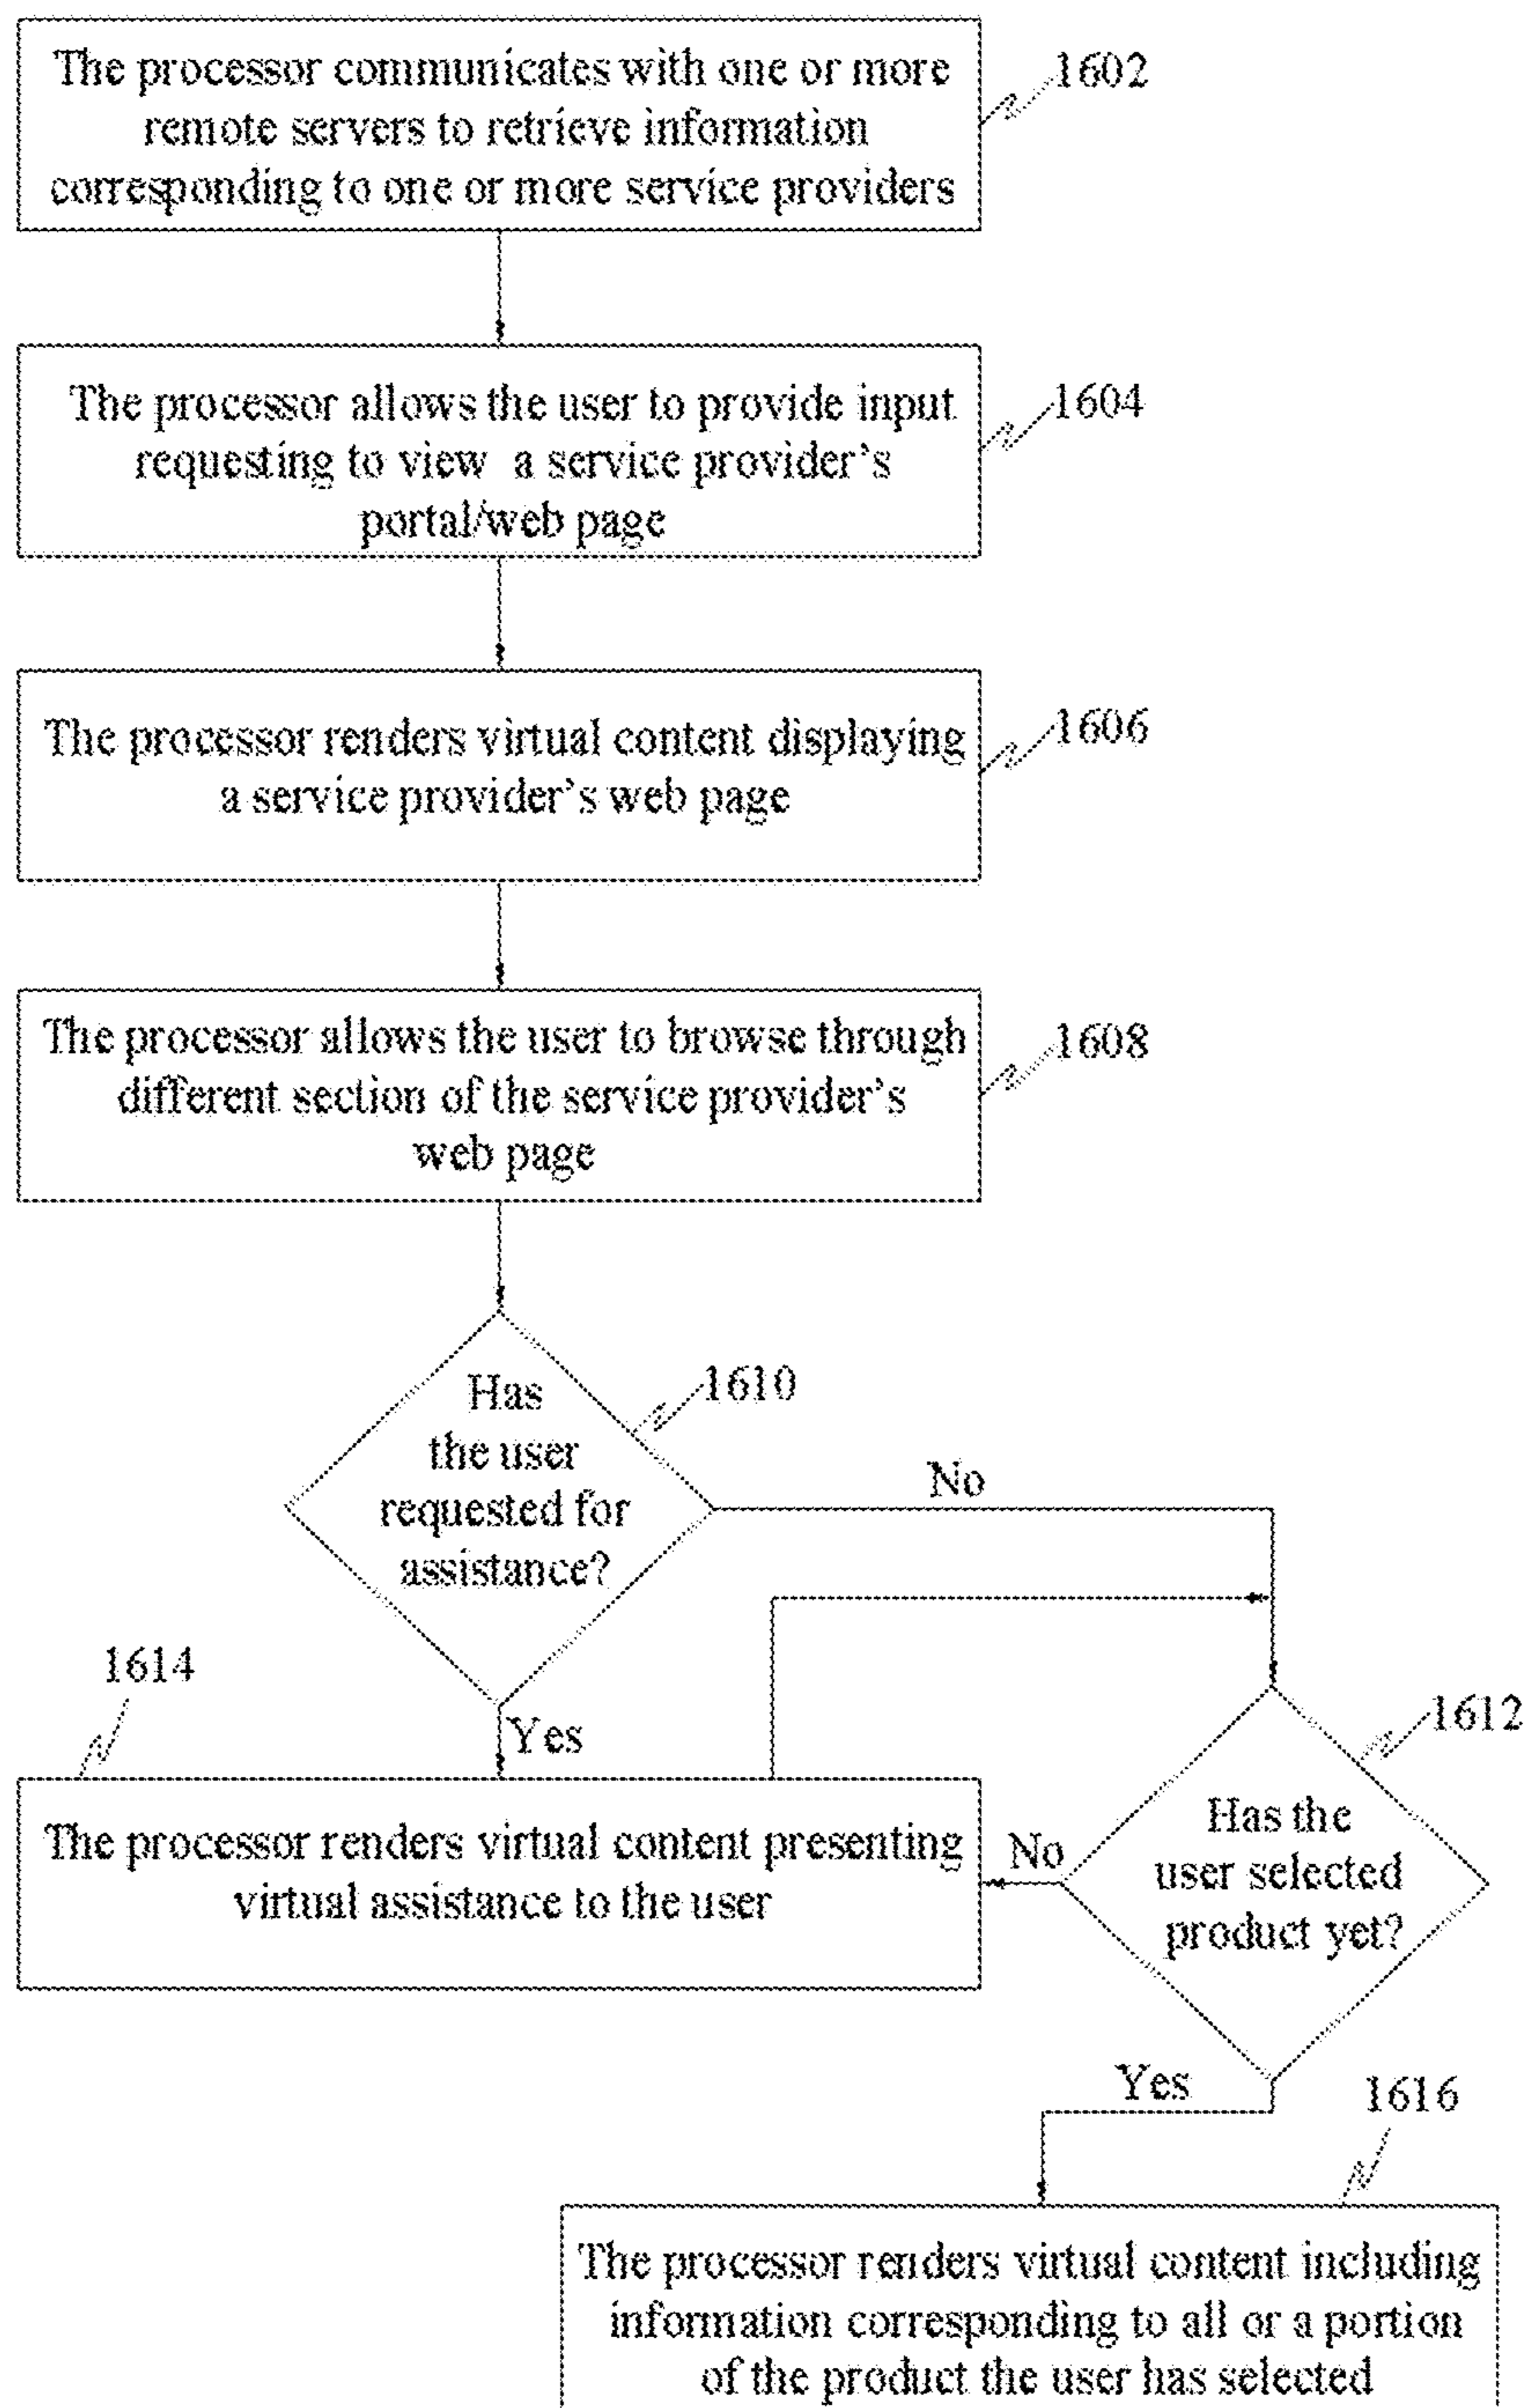 The processor communicates with one or more
remote servers to retrieve information
corresponding to one or more service providers
1602
The processor allows the user to provide input
requesting to view a service provider's
portal/web page
1604
The processor renders virtual content displaying
a service provider's web page
1606
The processor allows the user to browse through
different section of the service provider's
web page
1608
Has
the user
requested for
assistance?
1610
No
Yes
1614
The processor renders virtual content presenting
virtual assistance to the user
1612
Has the
user selected
product yet?
No
Yes
1616
The processor renders virtual content including
information corresponding to all or a portion
of the product the user has selected